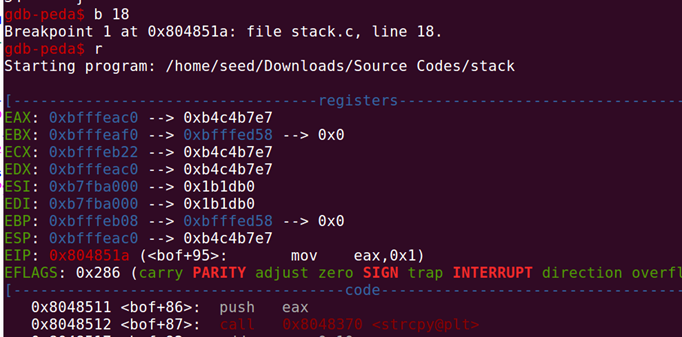 gdb-peda$ b 18
Breakpoint 1 at 0x804851a: file stack.c, line 18.
gdb-peda$ r
Starting program: /home/seed/Downloads/Source Codes/stack
[----------------------------------registers-----------------------------------
EAX: 0xbfffeac0 --> 0xb4c4b7e7
EBX: 0xbfffeaf0 --> 0xbfffed58 --> 0x0
ECX: 0xbfffeb22 --> 0xb4c4b7e7
EDX: 0xbfffeac0 --> 0xb4c4b7e7
ESI: 0xb7fba000 --> 0x1b1db0
EDI: 0xb7fba000 --> 0x1b1db0
EBP: 0xbfffeb08 --> 0xbfffed58 --> 0x0
ESP: 0xbfffeac0 --> 0xb4c4b7e7
EIP: 0x804851a (<bof+95>: mov eax,0x1)
EFLAGS: 0x286 (carry PARITY adjust zero SIGN trap INTERRUPT direction overfl
[-------------------------------------code-------------------------------------
0x8048511 <bof+86>: push eax
0x8048512 <bof+87>: call 0x8048370 <strcpy@plt>